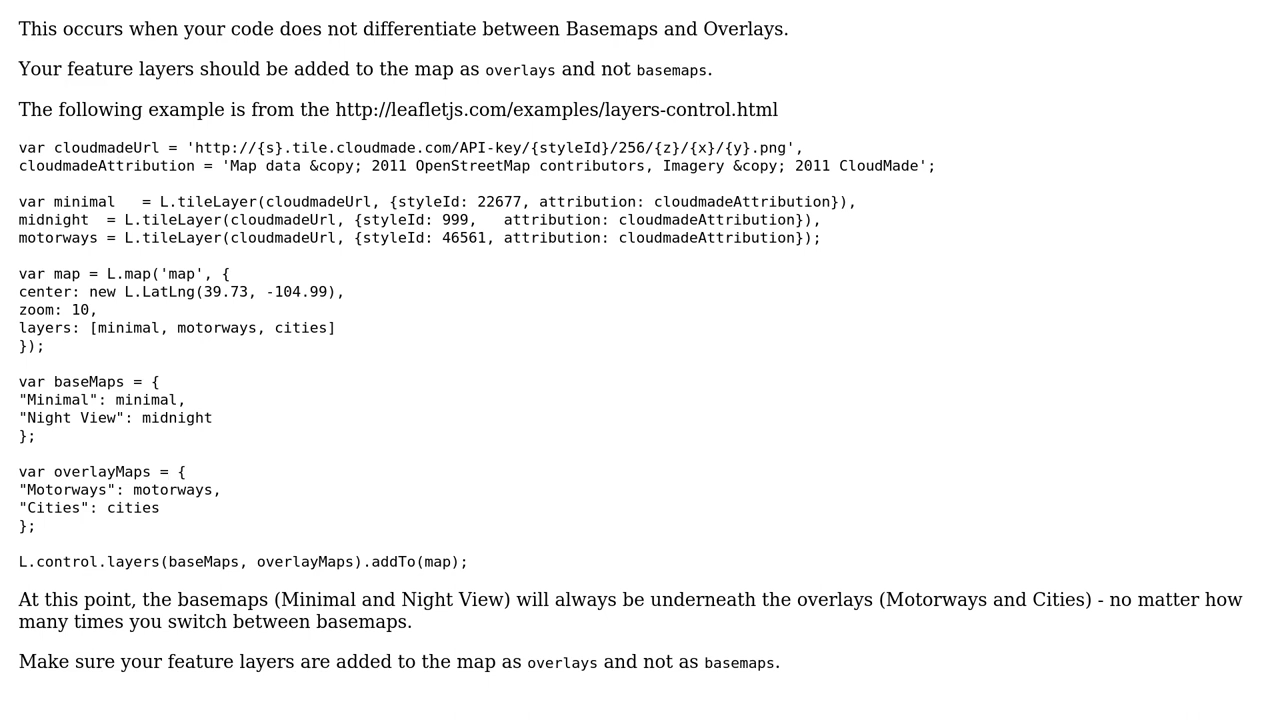 This occurs when your code does not differentiate between Basemaps and Overlays.
Your feature layers should be added to the map as overlays and not basemaps.
The following example is from the http://leafletjs.com/examples/layers-control.html
var cloudmadeUrl = 'http://{s}.tile.cloudmade.com/API-key/{styleId}/256/{z}/{x}/{y}.png',
cloudmadeAttribution = 'Map data &copy; 2011 OpenStreetMap contributors, Imagery &copy; 2011 CloudMade';
var minimal   = L.tileLayer(cloudmadeUrl, {styleId: 22677, attribution: cloudmadeAttribution}),
midnight  = L.tileLayer(cloudmadeUrl, {styleId: 999,   attribution: cloudmadeAttribution}),
motorways = L.tileLayer(cloudmadeUrl, {styleId: 46561, attribution: cloudmadeAttribution});
var map = L.map('map', {
center: new L.LatLng(39.73, -104.99),
zoom: 10,
layers: [minimal, motorways, cities]
});
var baseMaps = {
"Minimal": minimal,
"Night View": midnight
};
var overlayMaps = {
"Motorways": motorways,
"Cities": cities
};
L.control.layers(baseMaps, overlayMaps).addTo(map);
At this point, the basemaps (Minimal and Night View) will always be underneath the overlays (Motorways and Cities) - no matter how
many times you switch between basemaps.
Make sure your feature layers are added to the map as overlays and not as basemaps.